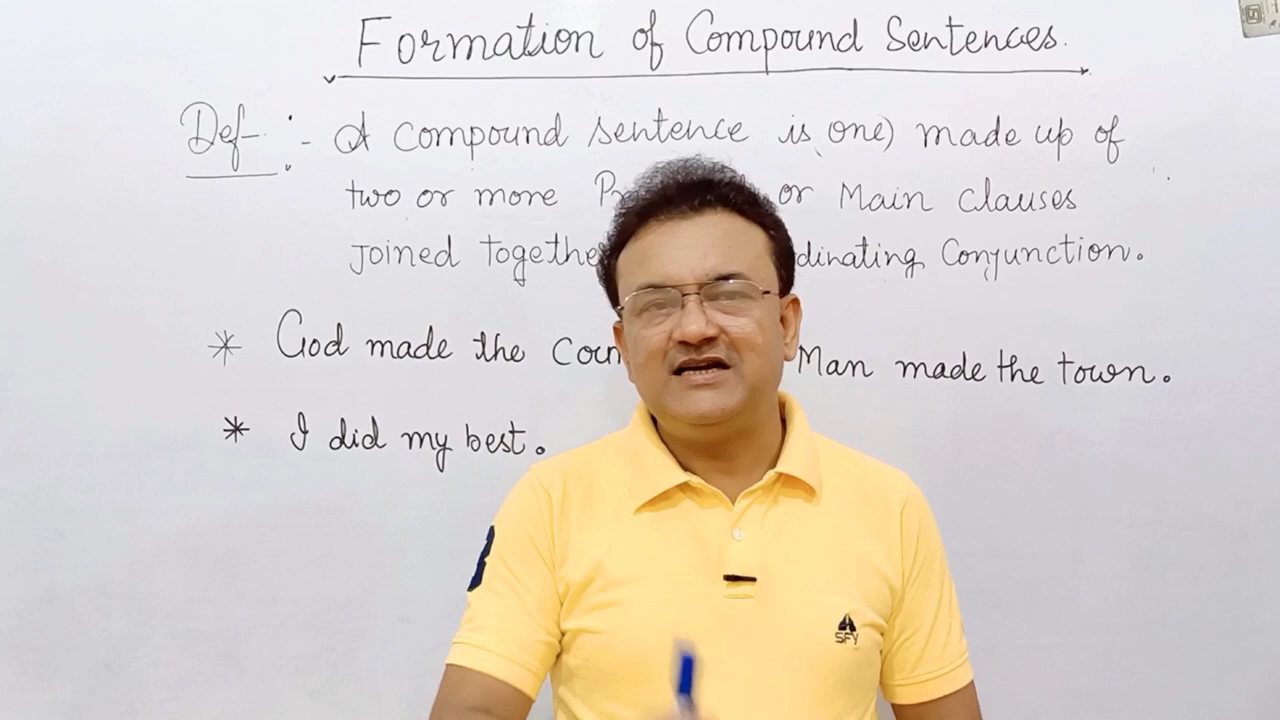 Formation of Compound Sentences.
Def :- A compound sentence is (one) made up of
two or more or Main Clauses
joined together Conjunction.
* God made the Man made the town.
* I did my best.
SFY